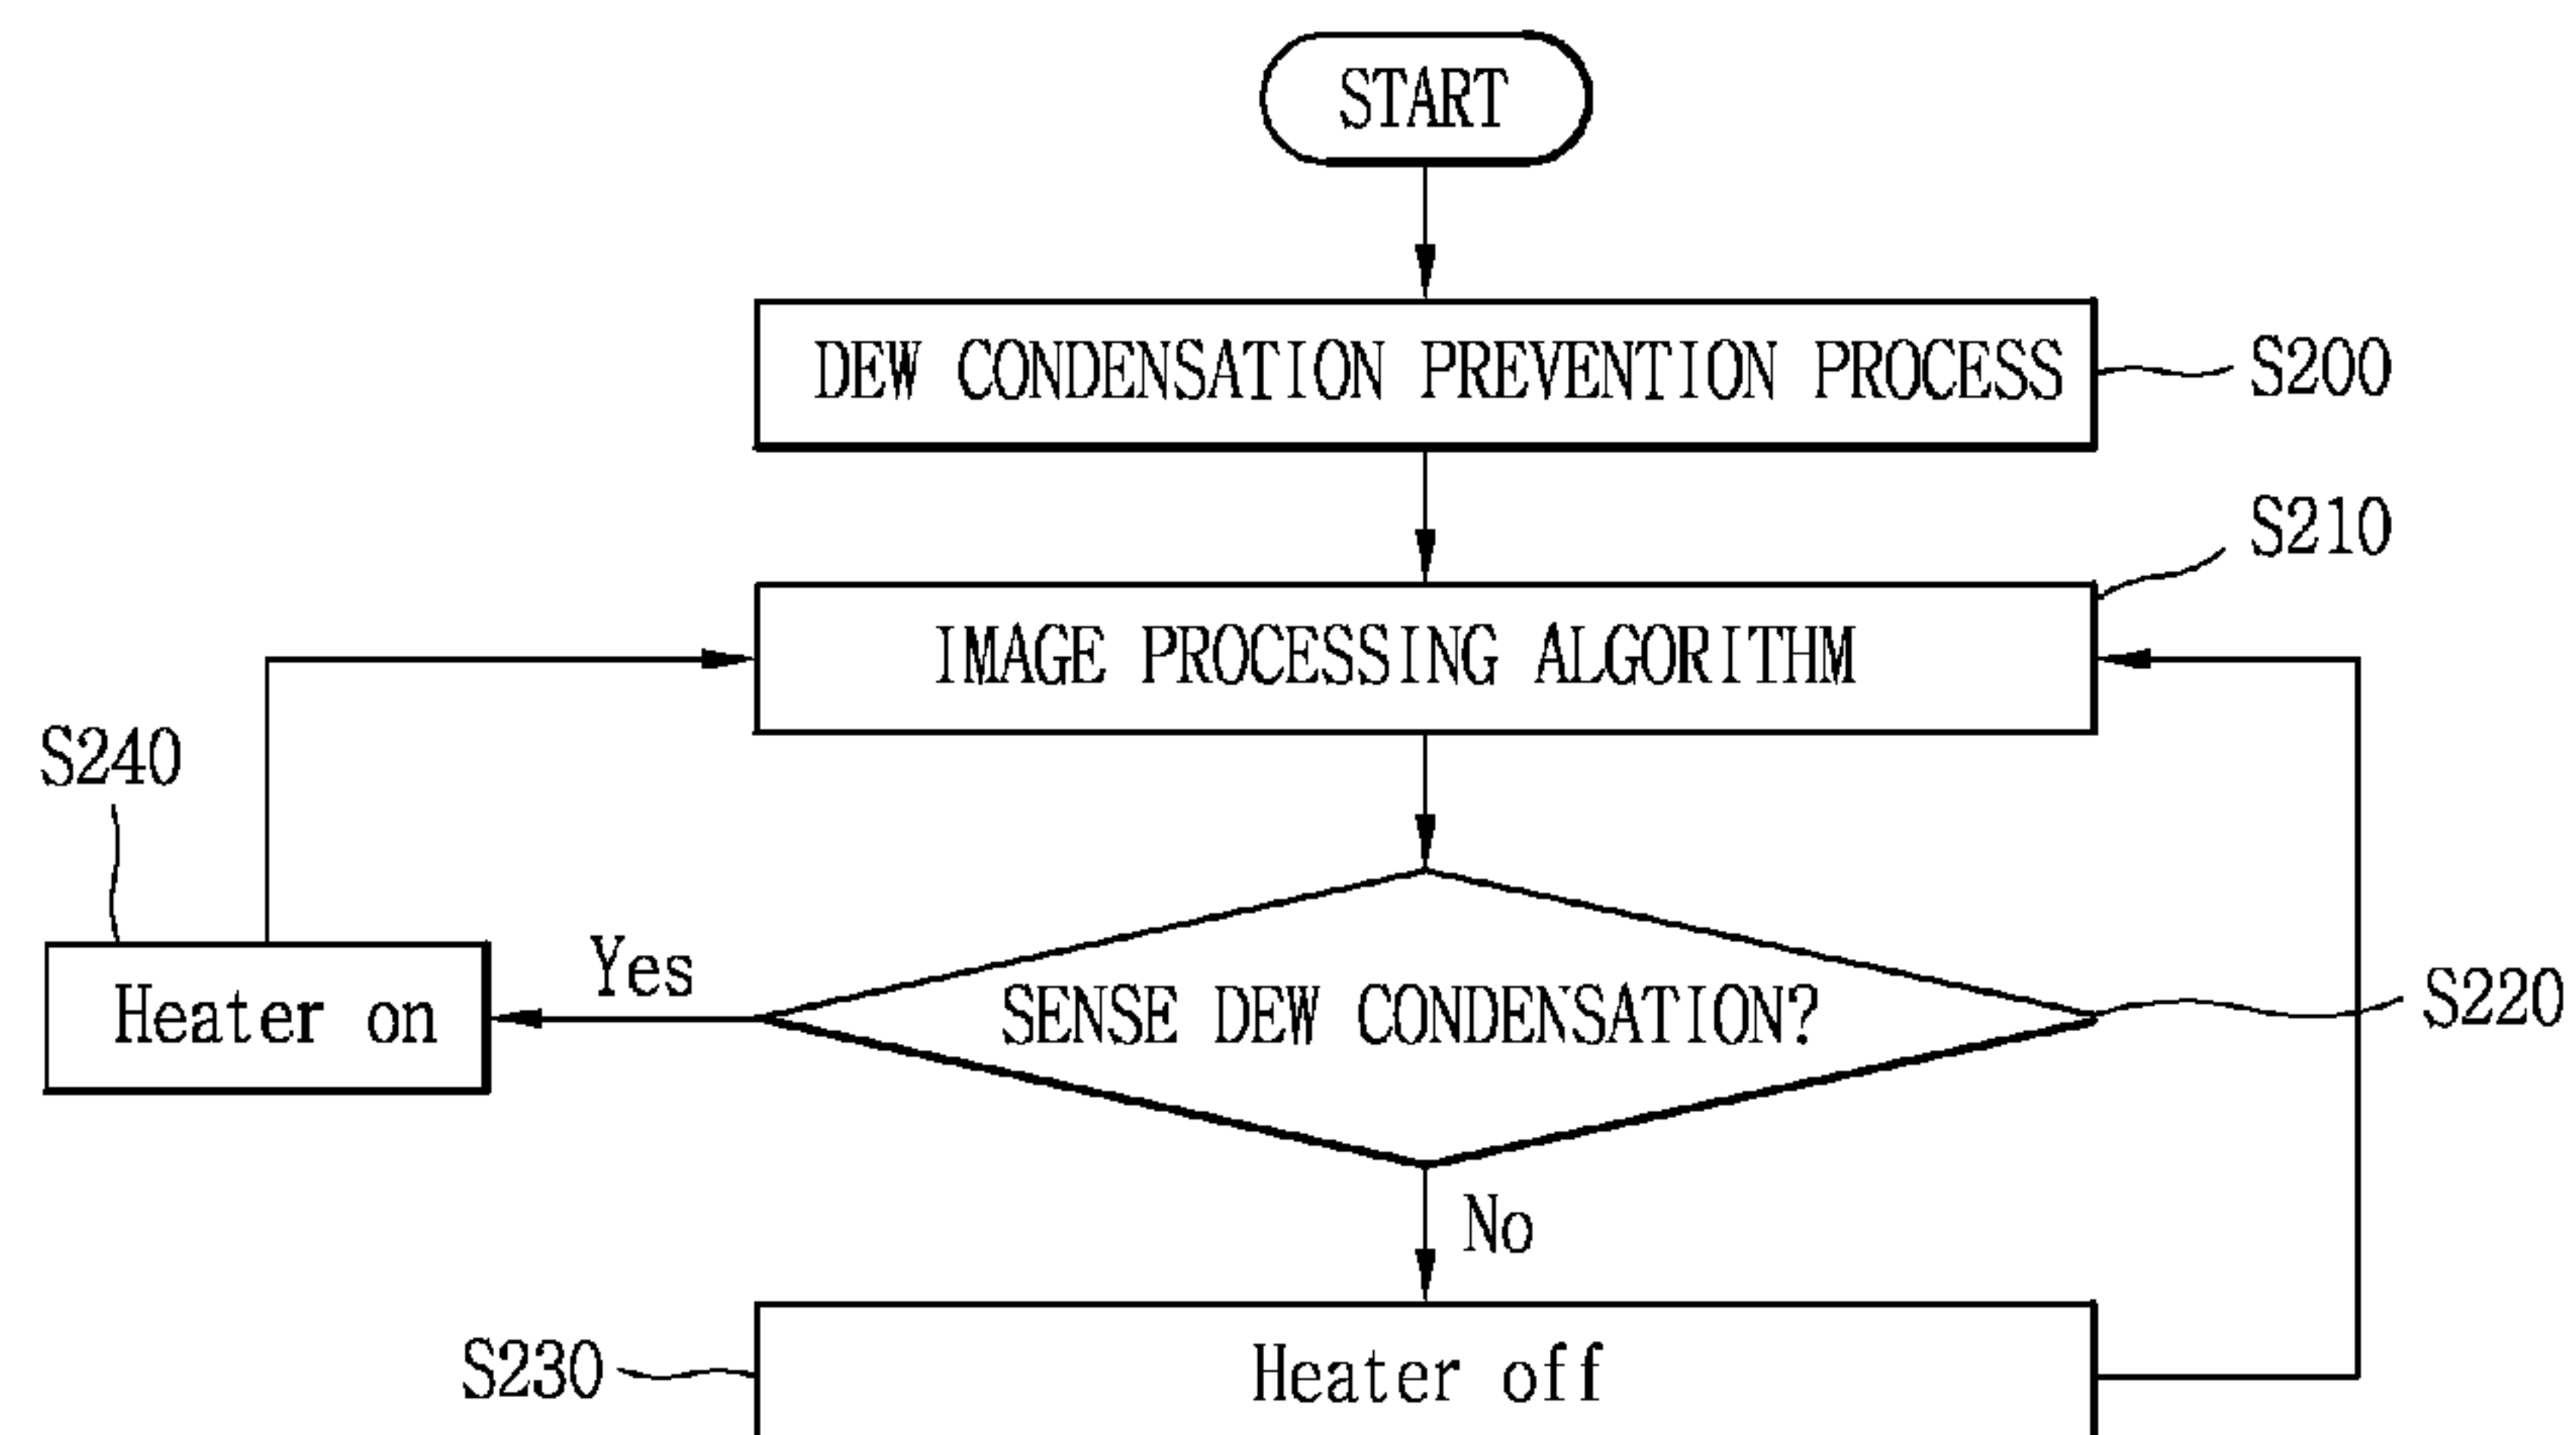 START
DEW CONDENSATION PREVENTION PROCESS
S200
S210
IMAGE PROCESSING ALGORITHM
S240
Yes
Heater on
SENSE DEW CONDENSATION?
S220
No
S230
Heater off